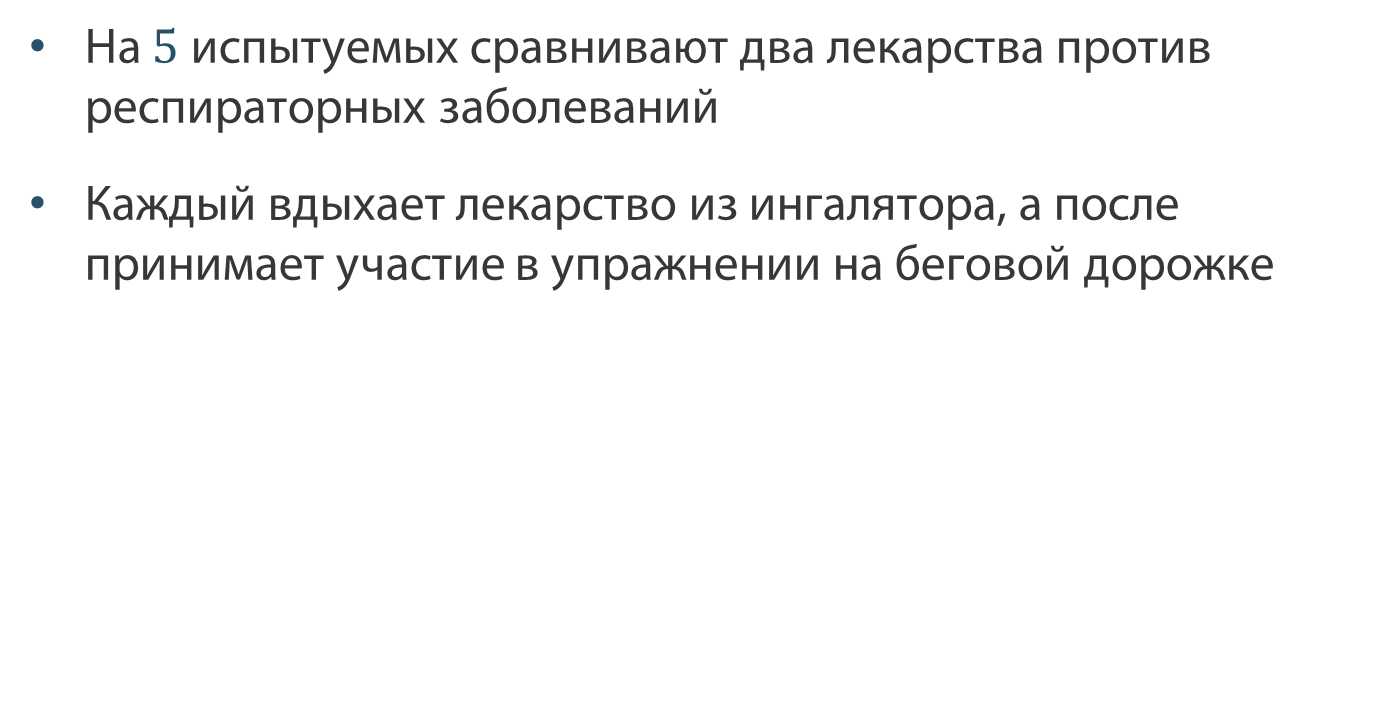 • На 5 испытуемых сравнивают два лекарства против
респираторных заболеваний
• Каждый вдыхает лекарство из ингалятора, а после
принимает участие в упражнении на беговой дорожке